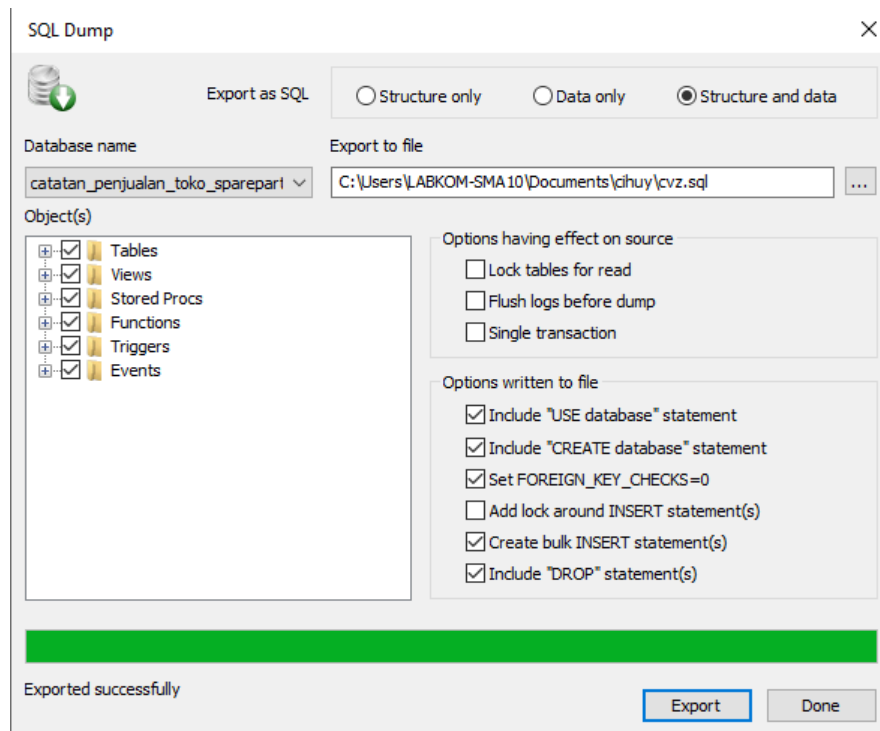 SQL Dump
Export as SQL
Structure only
Data only
Structure and data
Database name
Export to file
catatan_penjualan_toko_sparepart
C:\Users\LABKOM-SMA10\Documents\cihuy\cvz.sql
...
Object(s)
Tables
Views
Stored Procs
Functions
Triggers
Events
Options having effect on source
Lock tables for read
Flush logs before dump
Single transaction
Options written to file
Include "USE database" statement
Include "CREATE database" statement
Set FOREIGN_KEY_CHECKS=0
Add lock around INSERT statement(s)
Create bulk INSERT statement(s)
Include "DROP" statement(s)
Exported successfully
Export
Done